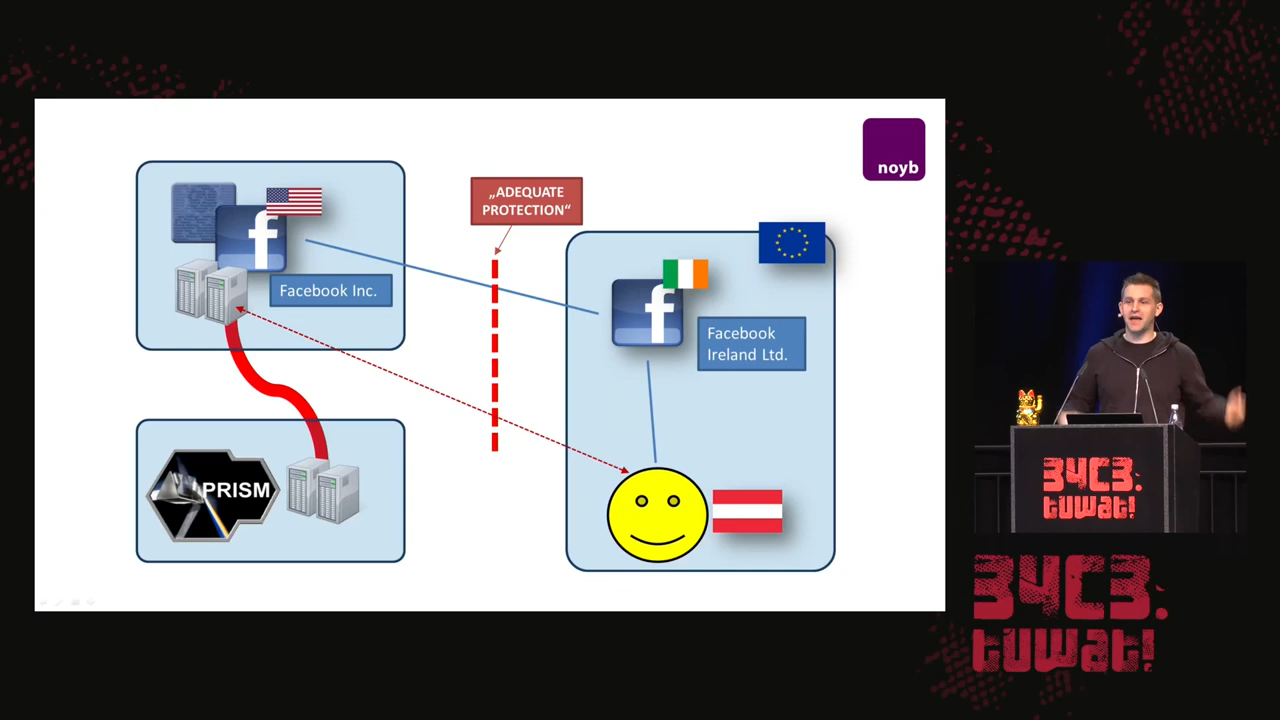 noyb
„ADEQUATE
PROTECTION“
f
Facebook Inc.
f
Facebook
Ireland Ltd.
PRISM
34C3.
tuwat!
34C3.
tuwat!